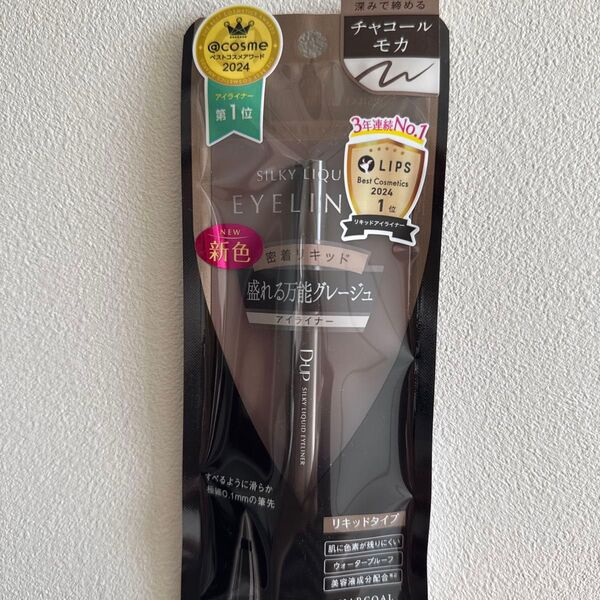 @cosme
ベストコスメアワード
2024
アイライナー
第1位
深みで締める
チャコール
モカ
3年連続No.1
LIPS
Best Cosmetics
2024
1位
リキッドアイライナー
SILKY LIQU
EYELIN
NEW
新色
密着リキッド
盛れる万能グレージュ
アイライナー
D-UP
SILKY LIQUID EYELINER
すべるように滑らか
極細0.1mmの筆先
リキッドタイプ
肌に色素が残りにくい
ウォータープルーフ
美容液成分配合
CHARCOAL